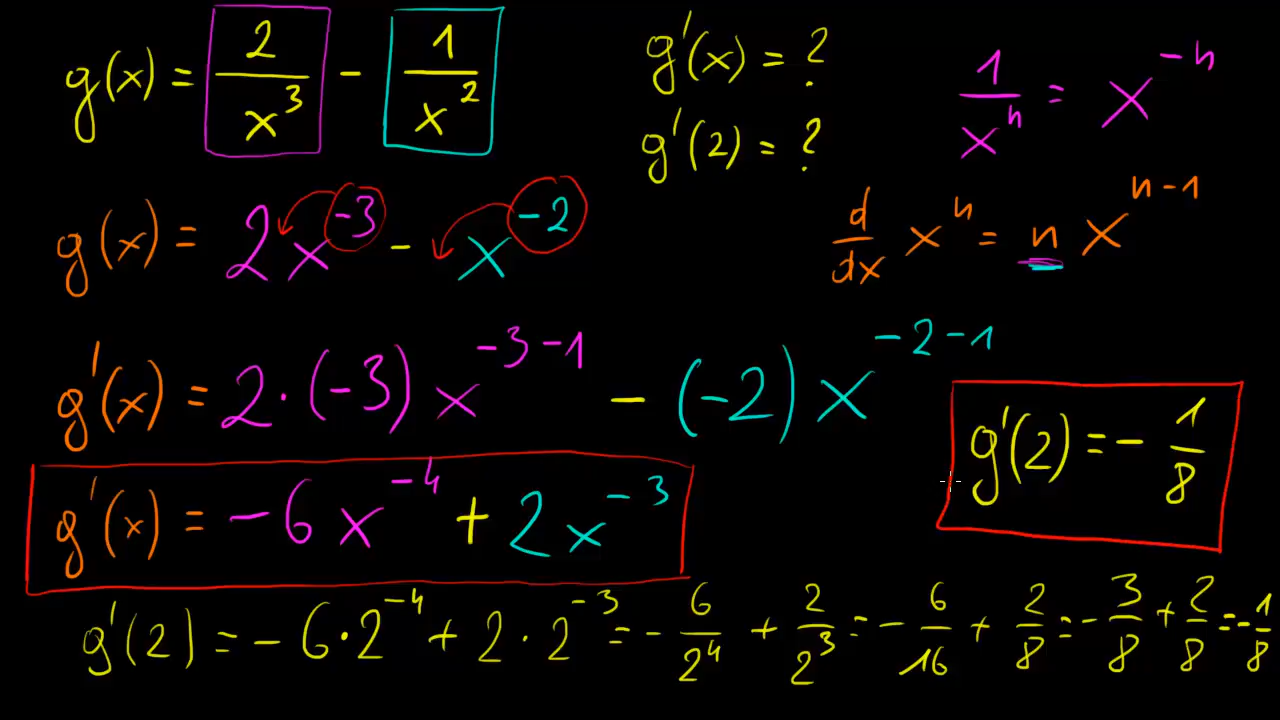 g(x) = 2/x³ − 1/x²
g'(x) = ?
g'(2) = ?
1/xⁿ = x⁻ⁿ
g(x) = 2x⁻³ − x⁻²
d/dx xⁿ = n xⁿ⁻¹
g'(x) = 2·(−3)x⁻³⁻¹ − (−2)x⁻²⁻¹
g'(x) = −6x⁻⁴ + 2x⁻³
g'(2) = − 1/8
g'(2) = −6·2⁻⁴ + 2·2⁻³ = − 6/2⁴ + 2/2³ = − 6/16 + 2/8 = − 3/8 + 2/8 = − 1/8